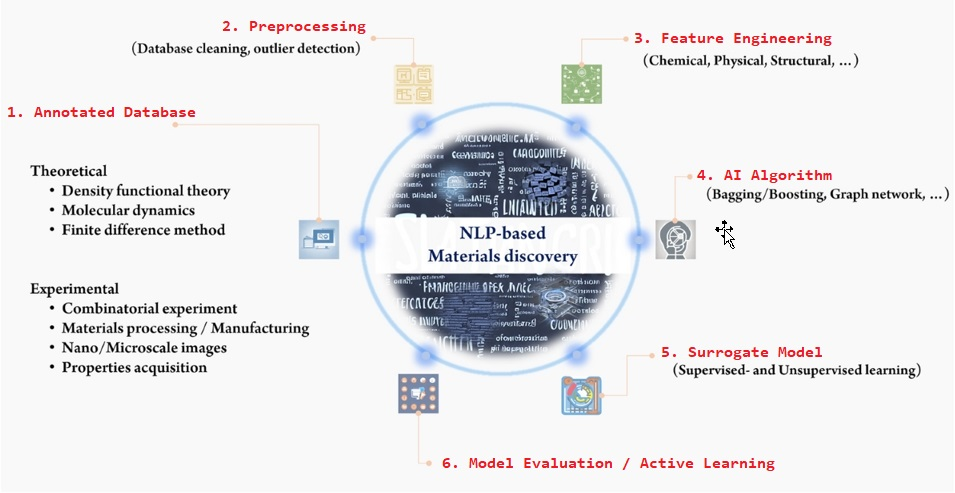 2. Preprocessing
(Database cleaning, outlier detection)
3. Feature Engineering
(Chemical, Physical, Structural, ...)
1. Annotated Database
Theoretical
• Density functional theory
• Molecular dynamics
• Finite difference method
Experimental
• Combinatorial experiment
• Materials processing / Manufacturing
• Nano/Microscale images
• Properties acquisition
4. AI Algorithm
(Bagging/Boosting, Graph network, ...)
NLP-based
Materials discovery
5. Surrogate Model
(Supervised- and Unsupervised learning)
6. Model Evaluation / Active Learning